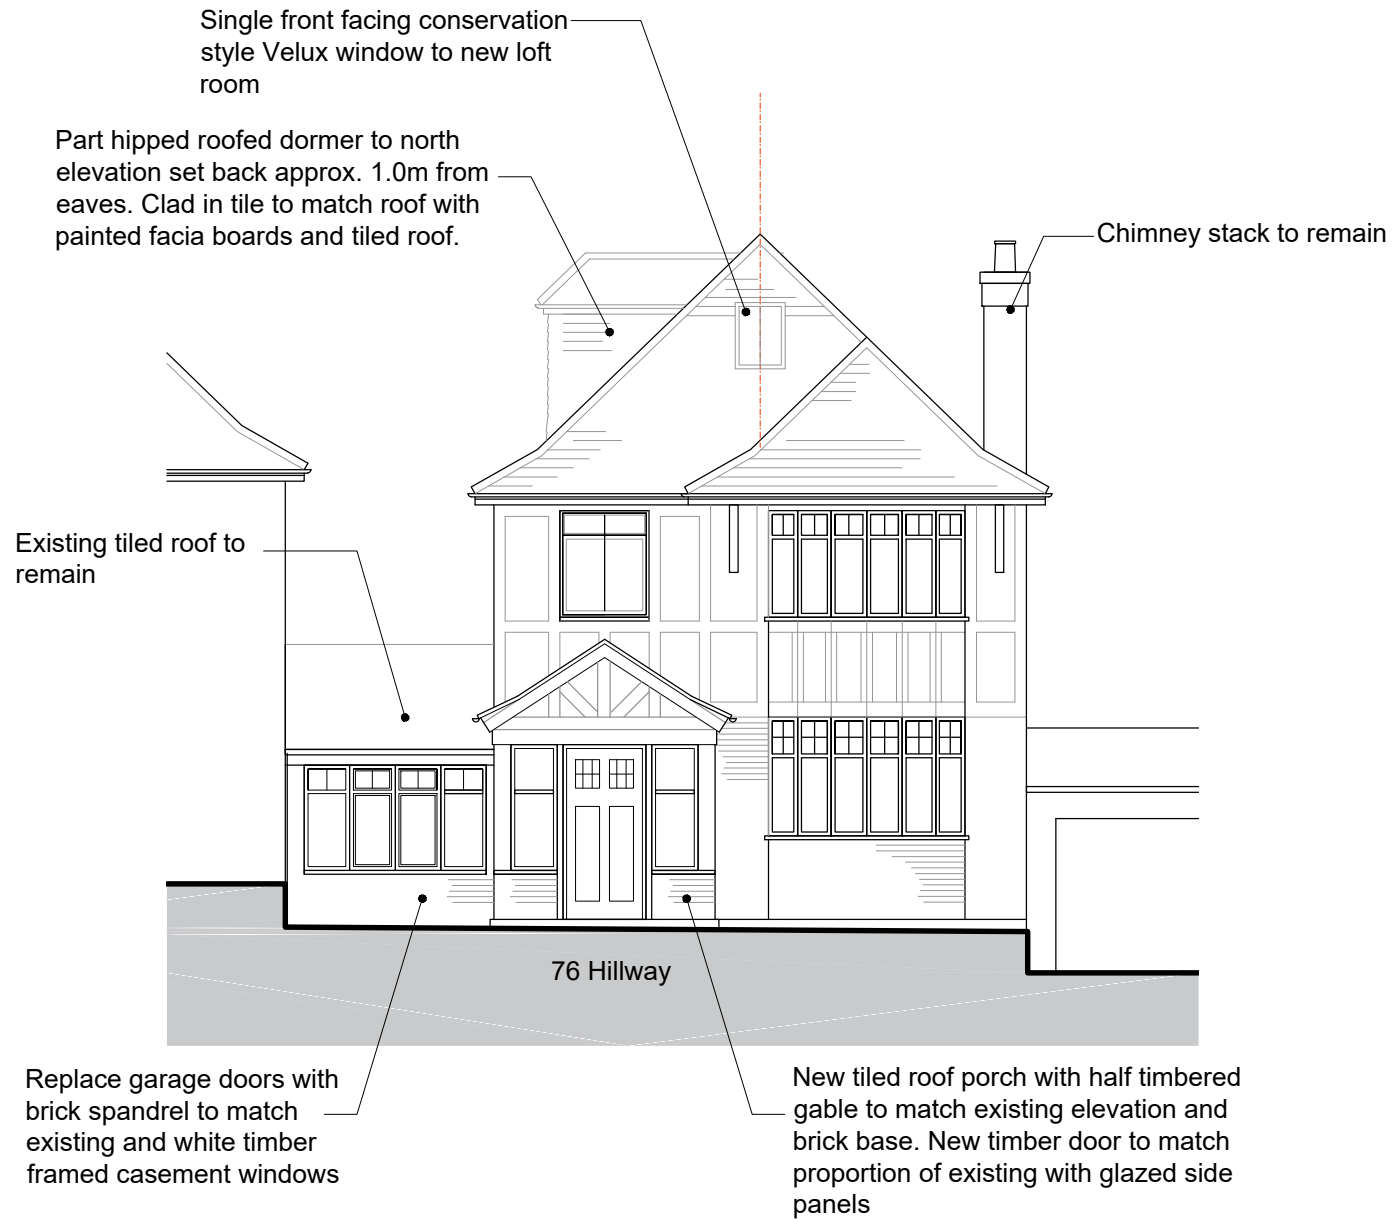 Single front facing conservation
style Velux window to new loft
room
Part hipped roofed dormer to north
elevation set back approx. 1.0m from
eaves. Clad in tile to match roof with
painted facia boards and tiled roof.
Chimney stack to remain
Existing tiled roof to
remain
76 Hillway
Replace garage doors with
brick spandrel to match
existing and white timber
framed casement windows
New tiled roof porch with half timbered
gable to match existing elevation and
brick base. New timber door to match
proportion of existing with glazed side
panels